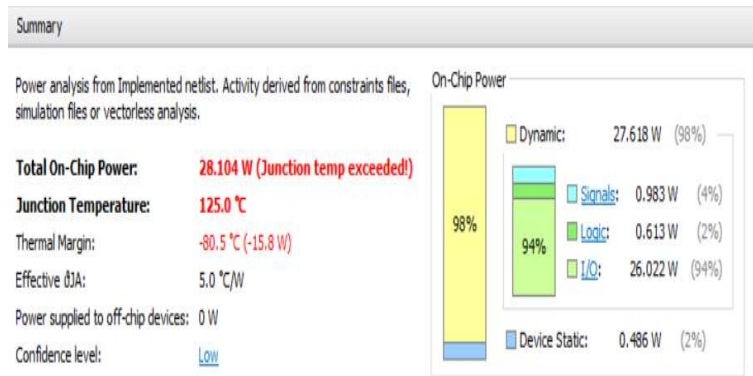 Summary
Power analysis from Implemented netlist. Activity derived from constraints files,
simulation files or vectorless analysis.
Total On-Chip Power: 28.104 W (Junction temp exceeded!)
Junction Temperature: 125.0 °C
Thermal Margin: -80.5 °C (-15.8 W)
Effective ϑJA: 5.0 °C/W
Power supplied to off-chip devices: 0 W
Confidence level: Low
On-Chip Power
98%
Dynamic: 27.618 W (98%)
94%
Signals: 0.983 W (4%)
Logic: 0.613 W (2%)
I/O: 26.022 W (94%)
Device Static: 0.486 W (2%)